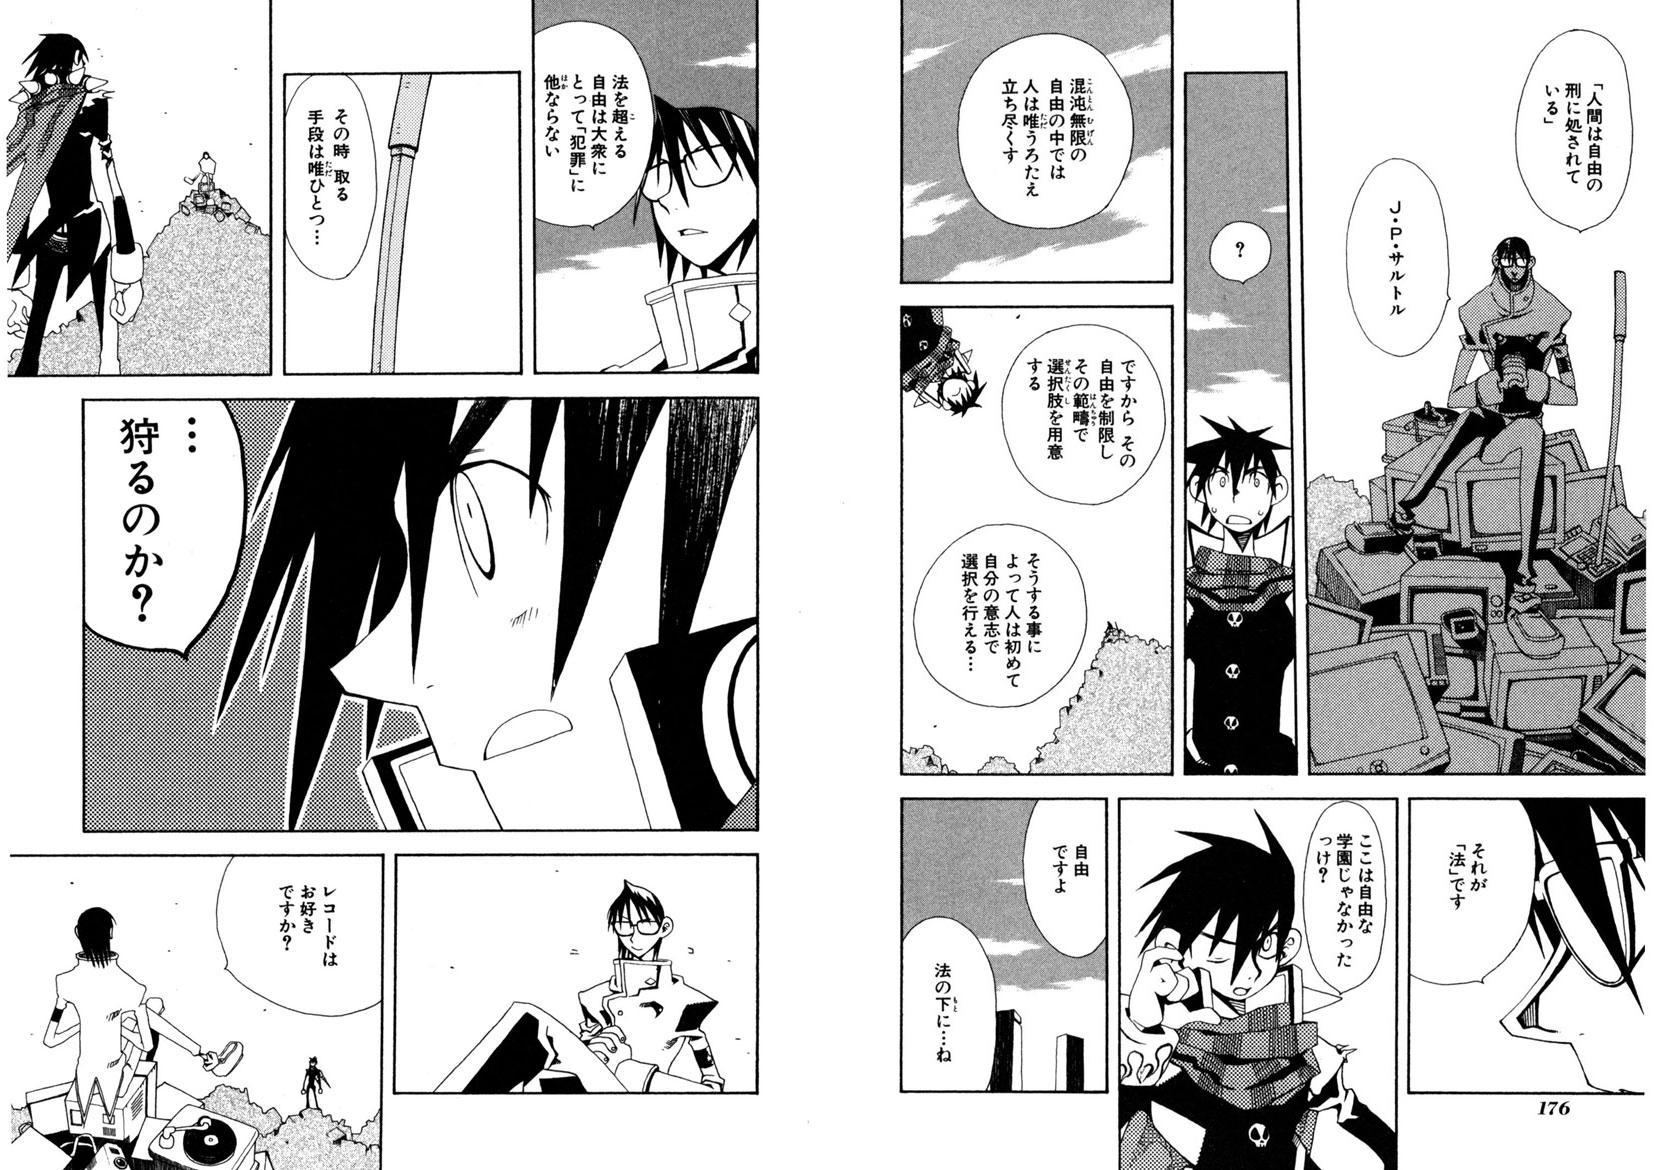 「人間は自由の
刑に処されて
いる」
J・P・サルトル
?
混沌無限の
自由の中では
人は唯うろたえ
立ち尽くす
ですから その
自由を制限し
その範疇で
選択肢を用意
する
そうする事に
よって人は初めて
自分の意志で
選択を行える…
それが
「法」です
ここは自由な
学園じゃなかった
っけ?
自由
ですよ
法の下に…ね
176
法を超える
自由は大衆に
とって「犯罪」に
他ならない
その時 取る
手段は唯ひとつ…
…
狩るのか?
レコードは
お好き
ですか?